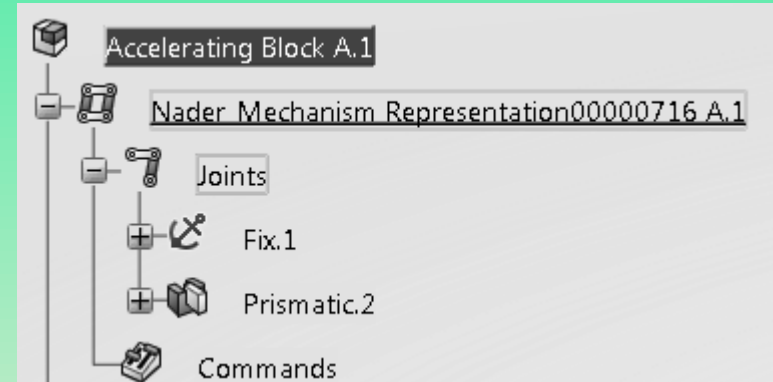 Accelerating Block A.1
Nader Mechanism Representation00000716 A.1
Joints
Fix.1
Prismatic.2
Commands